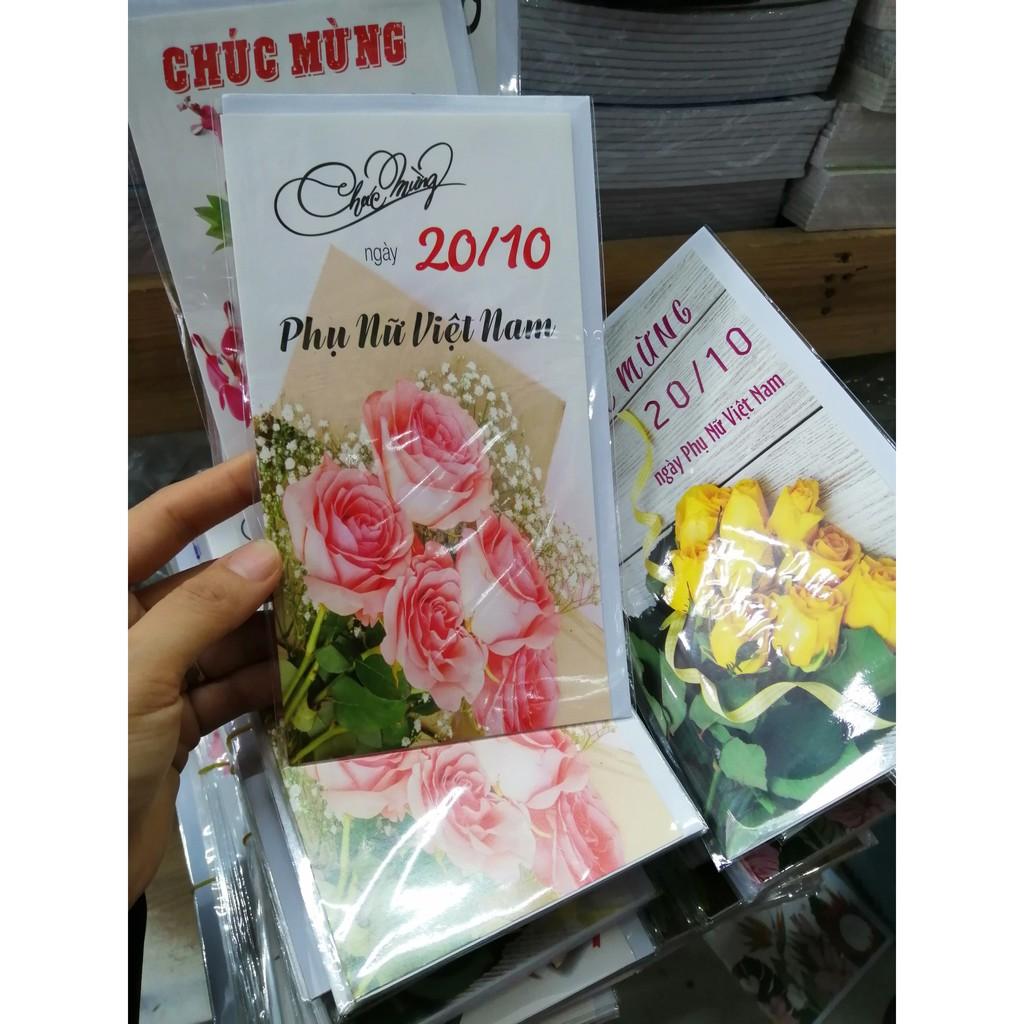 CHÚC MỪNG
Chúc mừng
ngày 20/10
Phụ Nữ Việt Nam
MỪNG
20/10
ngày Phụ Nữ Việt Nam